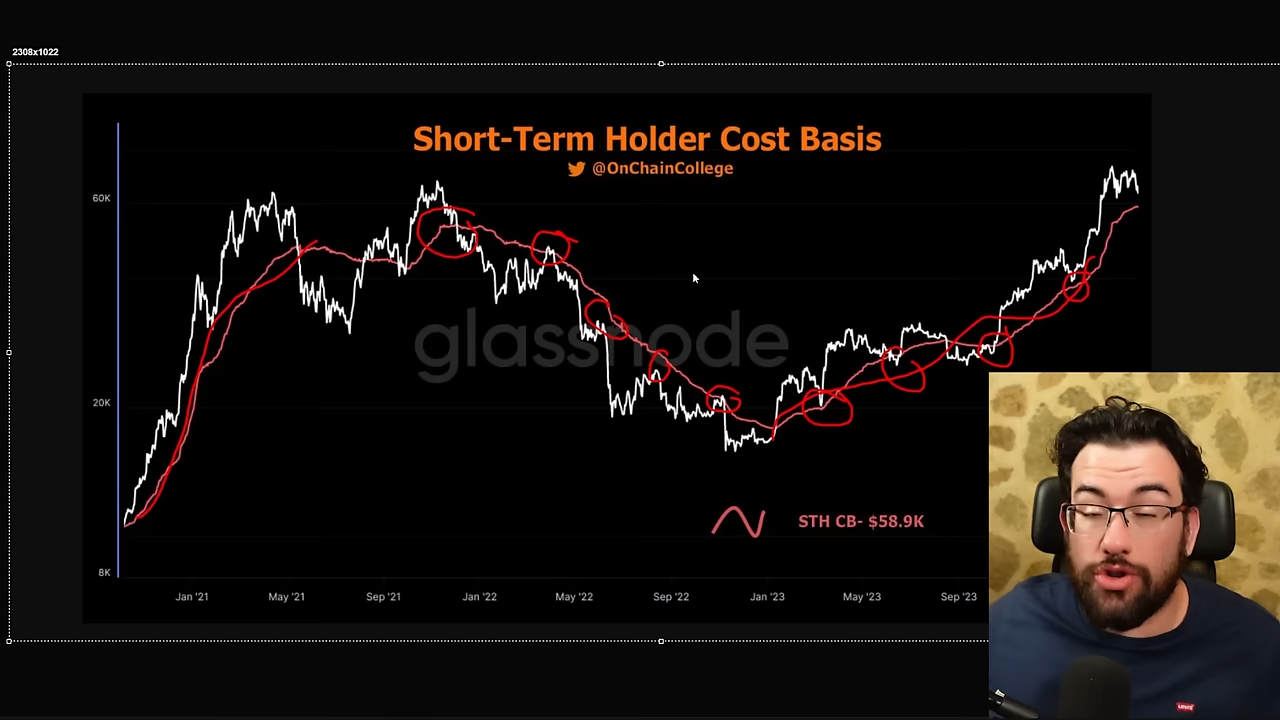 2308x1022
Short-Term Holder Cost Basis
@OnChainCollege
60K
glassnode
20K
STH CB- $58.9K
8K
Jan '21 May '21 Sep '21 Jan '22 May '22 Sep '22 Jan '23 May '23 Sep '23
LEVI'S